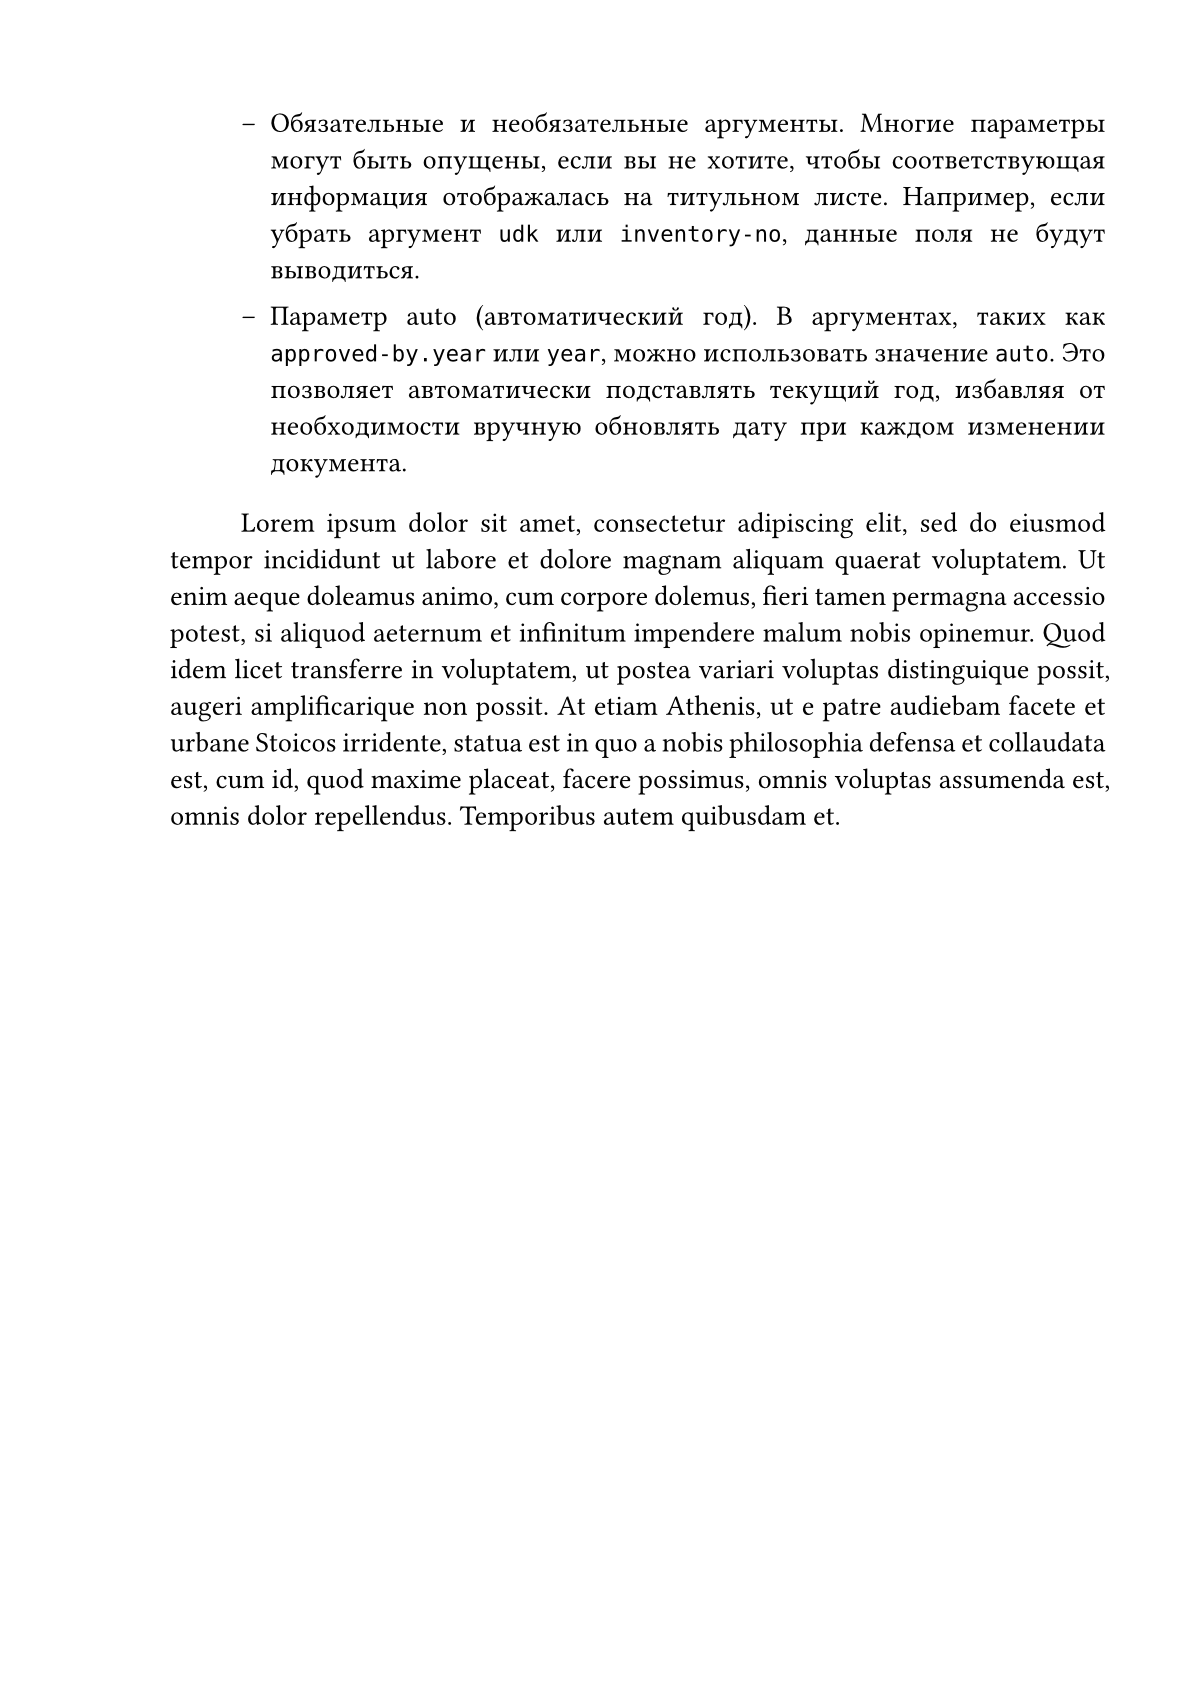 – Обязательные и необязательные аргументы. Многие параметры
могут быть опущены, если вы не хотите, чтобы соответствующая
информация отображалась на титульном листе. Например, если
убрать аргумент udk или inventory-no, данные поля не будут
выводиться.
– Параметр auto (автоматический год). В аргументах, таких как
approved-by.year или year, можно использовать значение auto. Это
позволяет автоматически подставлять текущий год, избавляя от
необходимости вручную обновлять дату при каждом изменении
документа.
Lorem ipsum dolor sit amet, consectetur adipiscing elit, sed do eiusmod
tempor incididunt ut labore et dolore magnam aliquam quaerat voluptatem. Ut
enim aeque doleamus animo, cum corpore dolemus, fieri tamen permagna accessio
potest, si aliquod aeternum et infinitum impendere malum nobis opinemur. Quod
idem licet transferre in voluptatem, ut postea variari voluptas distinguique possit,
augeri amplificarique non possit. At etiam Athenis, ut e patre audiebam facete et
urbane Stoicos irridente, statua est in quo a nobis philosophia defensa et collaudata
est, cum id, quod maxime placeat, facere possimus, omnis voluptas assumenda est,
omnis dolor repellendus. Temporibus autem quibusdam et.